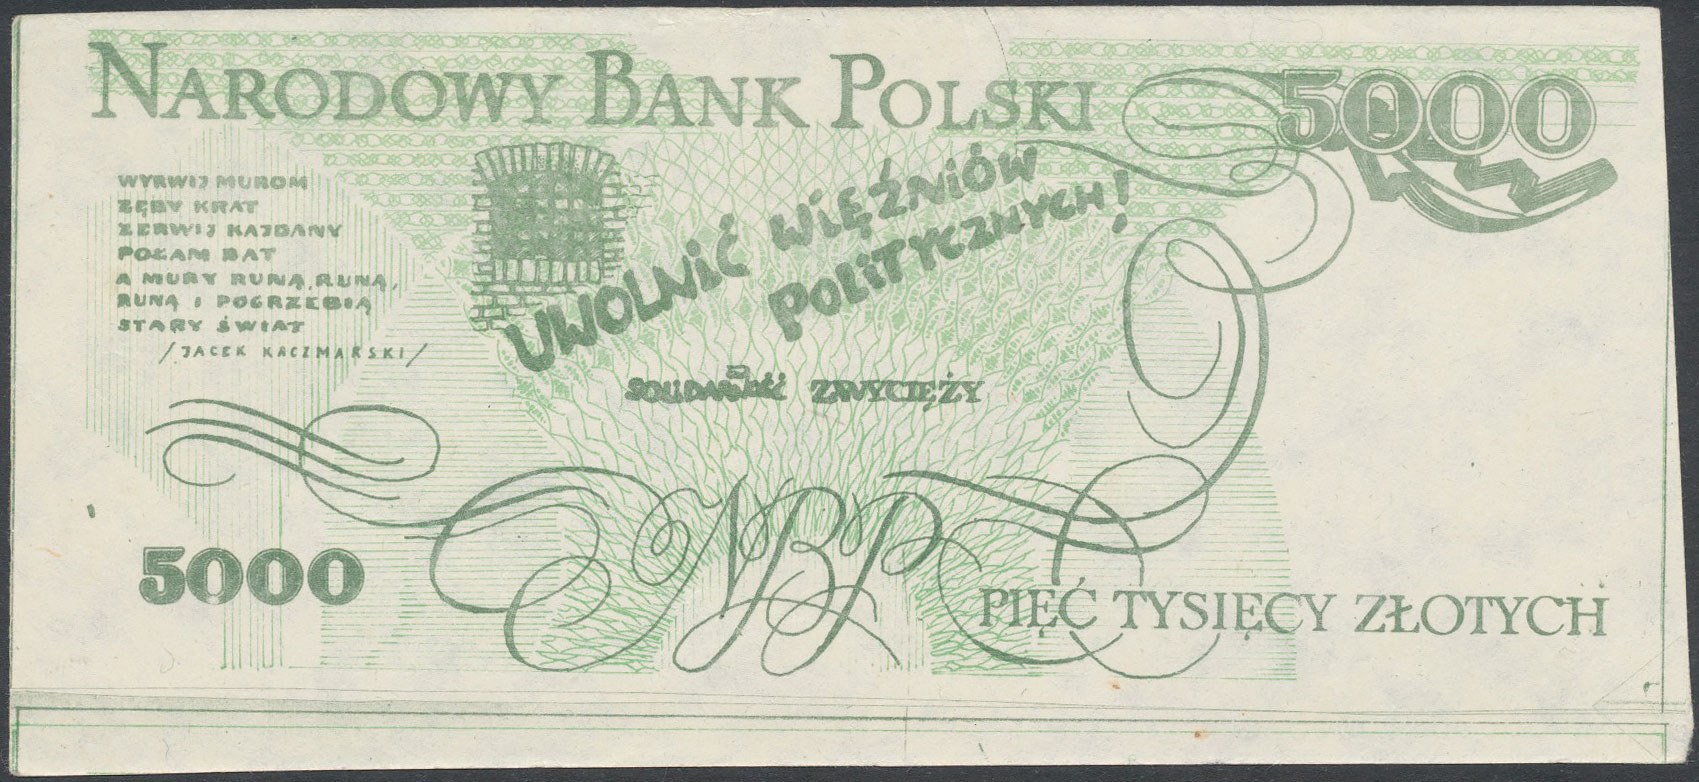 NARODOWY BANK POLSKI
5000
WYRWIJ MUROM
ZĘBY KRAT
ZERWIJ KAJDANY
POŁAM BAT
A MURY RUNĄ, RUNĄ,
RUNĄ I POGRZEBIĄ
STARY ŚWIAT
/JACEK KACZMARSKI/
UWOLNIĆ WIĘŹNIÓW
POLITYCZNYCH!
SOLIDARNOŚĆ ZWYCIĘŻY
NBP
5000
PIĘĆ TYSIĘCY ZŁOTYCH